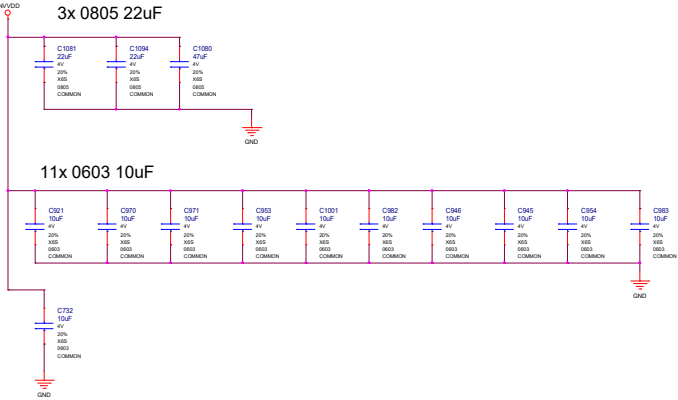 NVVDD
3x 0805 22uF
C1081
22uF
4V
20%
X6S
0805
COMMON
C1094
22uF
4V
20%
X6S
0805
COMMON
C1080
47uF
4V
20%
X6S
0805
COMMON
GND
11x 0603 10uF
C921
10uF
4V
20%
X6S
0603
COMMON
C970
10uF
4V
20%
X6S
0603
COMMON
C971
10uF
4V
20%
X6S
0603
COMMON
C953
10uF
4V
20%
X6S
0603
COMMON
C1001
10uF
4V
20%
X6S
0603
COMMON
C982
10uF
4V
20%
X6S
0603
COMMON
C946
10uF
4V
20%
X6S
0603
COMMON
C945
10uF
4V
20%
X6S
0603
COMMON
C954
10uF
4V
20%
X6S
0603
COMMON
C983
10uF
4V
20%
X6S
0603
COMMON
GND
C732
10uF
4V
20%
X6S
0603
COMMON
GND